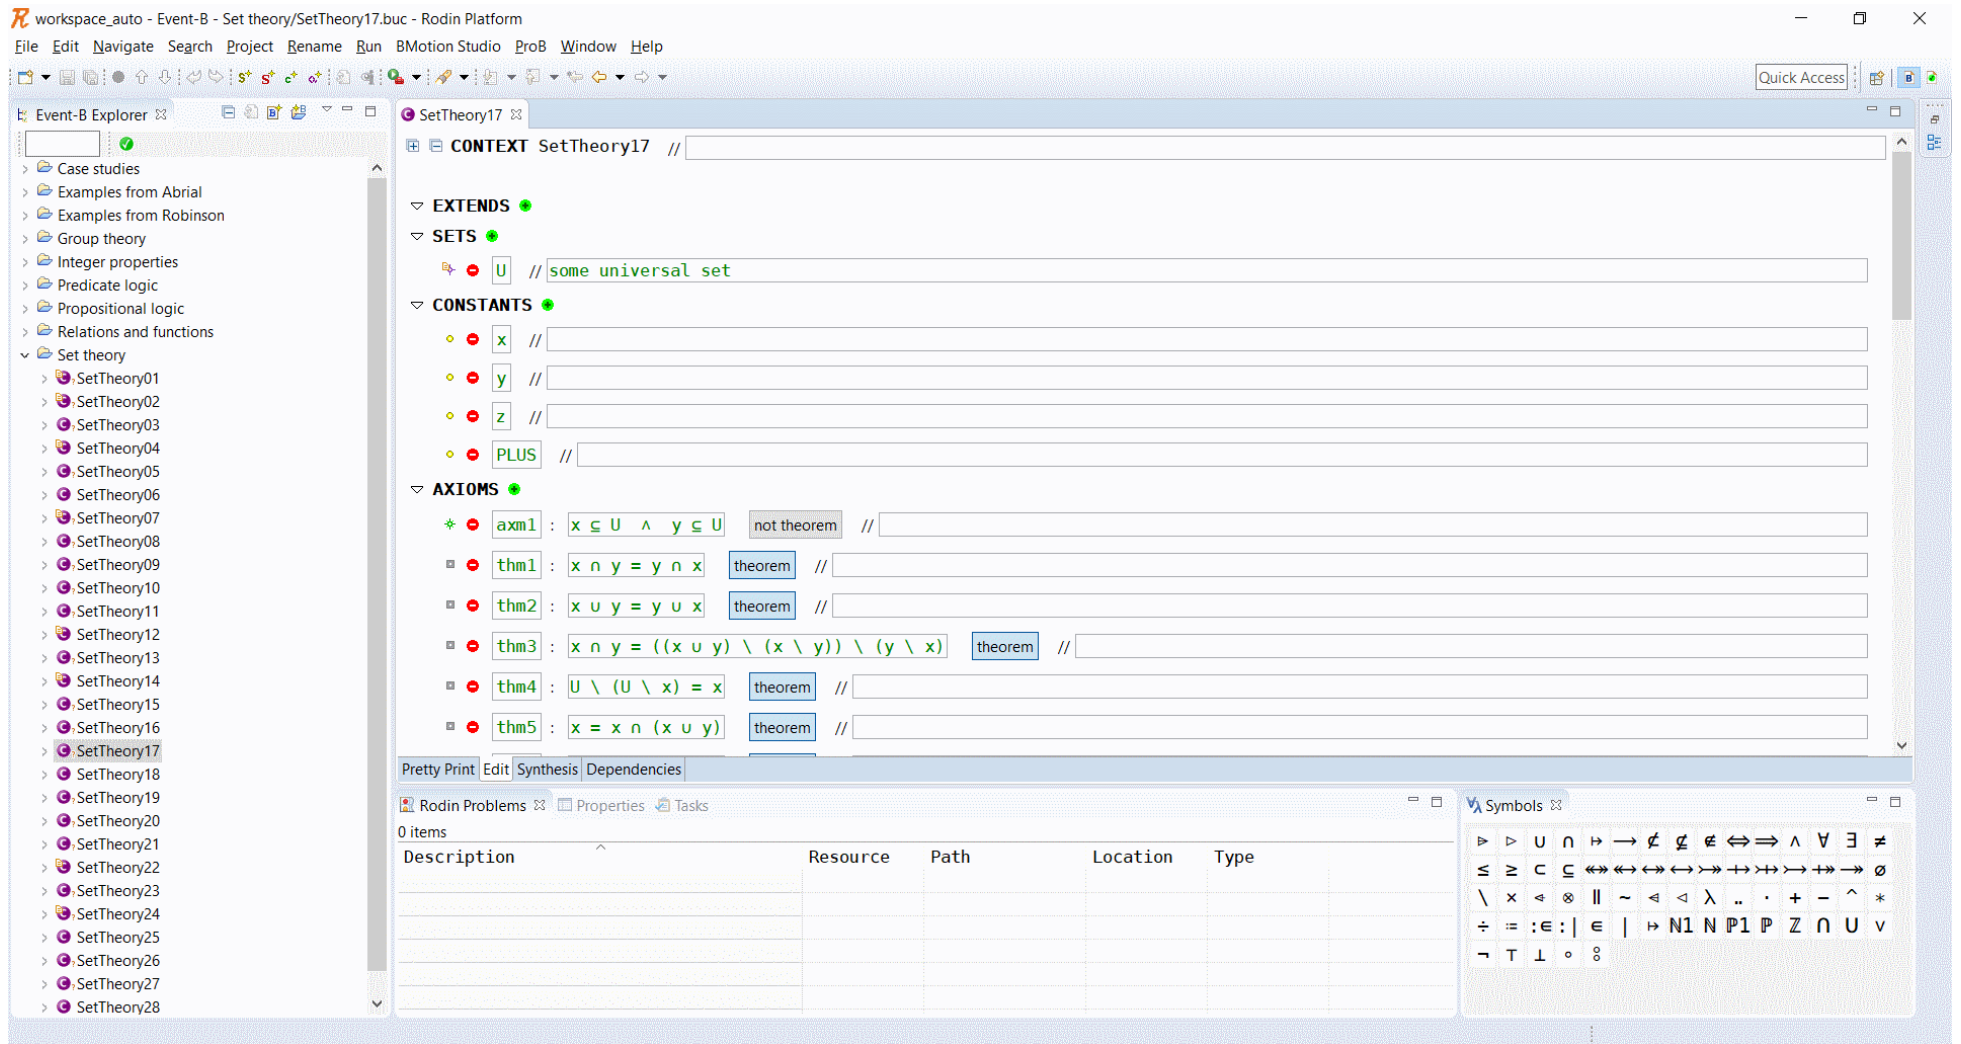 workspace_auto - Event-B - Set theory/SetTheory17.buc - Rodin Platform
File Edit Navigate Search Project Rename Run BMotion Studio ProB Window Help
Quick Access
Event-B Explorer
Case studies
Examples from Abrial
Examples from Robinson
Group theory
Integer properties
Predicate logic
Propositional logic
Relations and functions
Set theory
SetTheory01
SetTheory02
SetTheory03
SetTheory04
SetTheory05
SetTheory06
SetTheory07
SetTheory08
SetTheory09
SetTheory10
SetTheory11
SetTheory12
SetTheory13
SetTheory14
SetTheory15
SetTheory16
SetTheory17
SetTheory18
SetTheory19
SetTheory20
SetTheory21
SetTheory22
SetTheory23
SetTheory24
SetTheory25
SetTheory26
SetTheory27
SetTheory28
SetTheory17
CONTEXT SetTheory17 //
EXTENDS
SETS
U // some universal set
CONSTANTS
x //
y //
z //
PLUS //
AXIOMS
axm1 : x ⊆ U ∧ y ⊆ U not theorem //
thm1 : x ∩ y = y ∩ x theorem //
thm2 : x ∪ y = y ∪ x theorem //
thm3 : x ∩ y = ((x ∪ y) \ (x \ y)) \ (y \ x) theorem //
thm4 : U \ (U \ x) = x theorem //
thm5 : x = x ∩ (x ∪ y) theorem //
Pretty Print Edit Synthesis Dependencies
Rodin Problems Properties Tasks
0 items
Description Resource Path Location Type
Symbols
⩥ ▷ ∪ ∩ ↦ → ⊄ ⊈ ∉ ⇔ ⇒ ∧ ∀ ∃ ≠
≤ ≥ ⊂ ⊆ ↔ ⤖ ⇸ ⤔ ↣ ⤀ ↠ ∅
\ × ⊗ ∥ ∼ ⩤ ◁ λ ‥ · + − ^ ∗
÷ ≔ :∈ :∣ ∈ ∣ ↦ ℕ1 ℕ ℙ1 ℙ ℤ ⋂ ⋃ ∨
¬ ⊤ ⊥ ∘